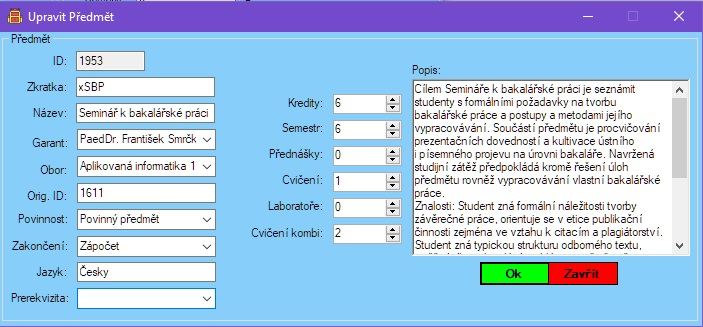 Upravit Předmět
Předmět
ID: 1953
Zkratka: xSBP
Název: Seminář k bakalářské práci
Garant: PaedDr. František Smrčk
Obor: Aplikovaná informatika 1
Orig. ID: 1611
Povinnost: Povinný předmět
Zakončení: Zápočet
Jazyk: Česky
Prerekvizita:
Kredity: 6
Semestr: 6
Přednášky: 0
Cvičení: 1
Laboratoře: 0
Cvičení kombi: 2
Popis:
Cílem Semináře k bakalářské práci je seznámit
studenty s formálními požadavky na tvorbu
bakalářské práce a postupy a metodami jejího
vypracovávání. Součástí předmětu je procvičování
prezentačních dovedností a kultivace ústního
i písemného projevu na úrovni bakaláře. Navržená
studijní zátěž předpokládá kromě řešení úloh
předmětu rovněž vypracovávání vlastní bakalářské
práce.
Znalosti: Student zná formální náležitosti tvorby
závěrečné práce, orientuje se v etice publikační
činnosti zejména ve vztahu k citacím a plagiátorství.
Student zná typickou strukturu odborného textu,
Ok
Zavřít